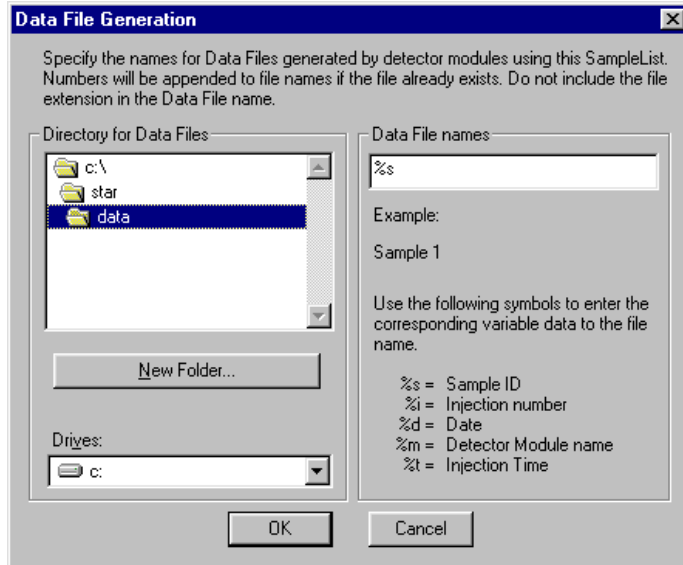 Data File Generation
Specify the names for Data Files generated by detector modules using this SampleList.
Numbers will be appended to file names if the file already exists. Do not include the file
extension in the Data File name.
Directory for Data Files
c:\
star
data
New Folder...
Drives:
c:
Data File names
%s
Example:
Sample 1
Use the following symbols to enter the
corresponding variable data to the file
name.
%s = Sample ID
%i = Injection number
%d = Date
%m = Detector Module name
%t = Injection Time
OK
Cancel